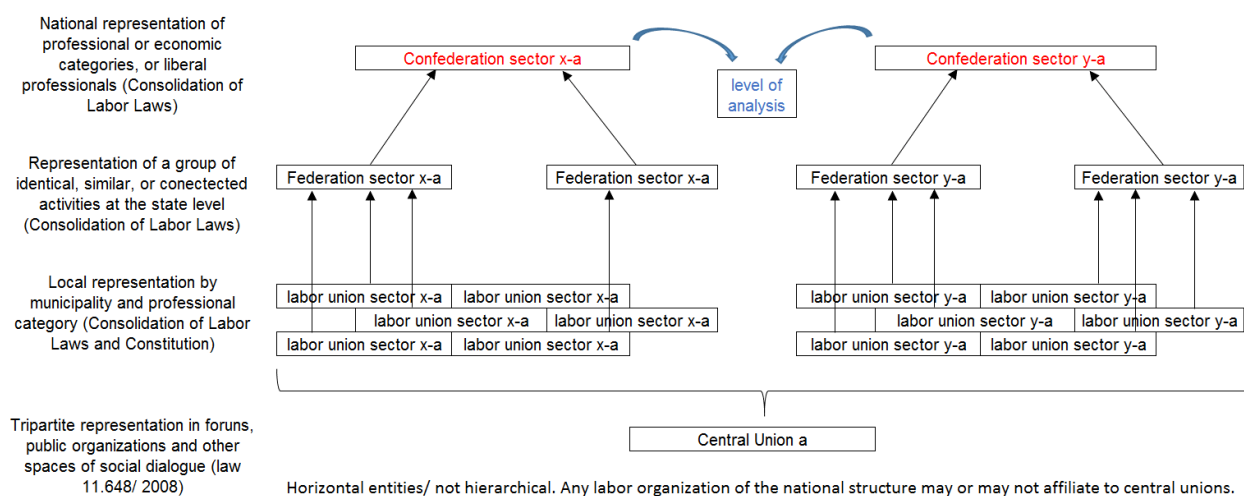 National representation of
professional or economic
categories, or liberal
professionals (Consolidation of
Labor Laws)
Confederation sector x-a
Confederation sector y-a
level of
analysis
Representation of a group of
identical, similar, or conectected
activities at the state level
(Consolidation of Labor Laws)
Federation sector x-a
Federation sector x-a
Federation sector y-a
Federation sector y-a
Local representation by
municipality and professional
category (Consolidation of Labor
Laws and Constitution)
labor union sector x-a
labor union sector x-a
labor union sector y-a
labor union sector y-a
labor union sector x-a
labor union sector x-a
labor union sector y-a
labor union sector y-a
labor union sector x-a
labor union sector x-a
labor union sector y-a
labor union sector y-a
Tripartite representation in foruns,
public organizations and other
spaces of social dialogue (law
11.648/ 2008)
Central Union a
Horizontal entities/ not hierarchical. Any labor organization of the national structure may or may not affiliate to central unions.